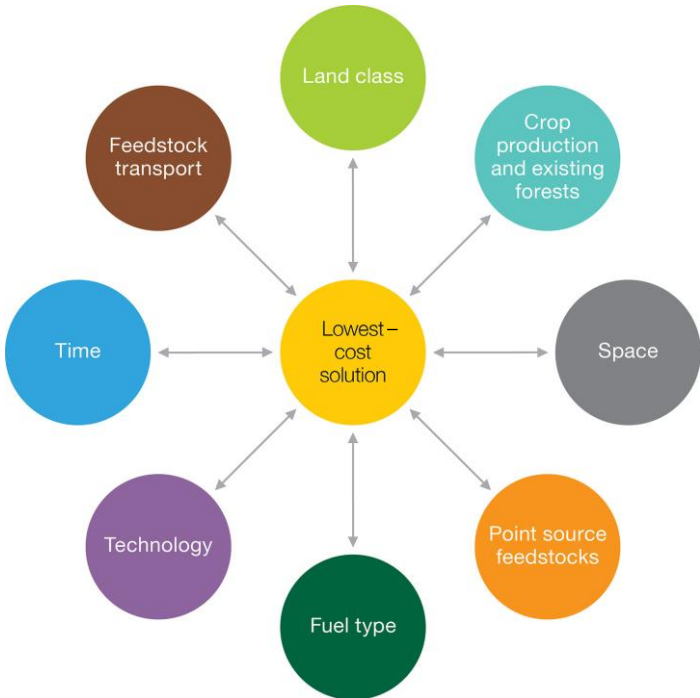 Land class
Feedstock
transport
Crop
production
and existing
forests
Time
Lowest–
cost
solution
Space
Technology
Point source
feedstocks
Fuel type